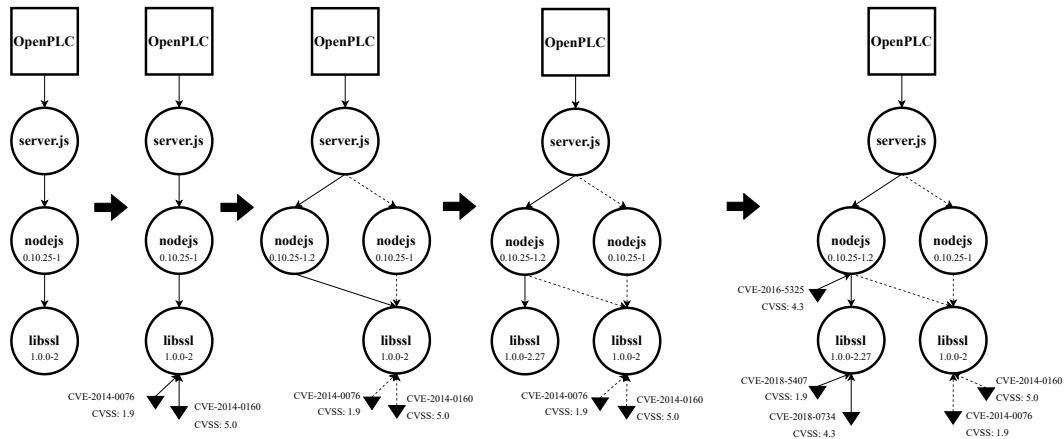 OpenPLC
server.js
nodejs
0.10.25-1
libssl
1.0.0-2
OpenPLC
server.js
nodejs
0.10.25-1
libssl
1.0.0-2
CVE-2014-0076
CVSS: 1.9
CVE-2014-0160
CVSS: 5.0
OpenPLC
server.js
nodejs
0.10.25-1.2
nodejs
0.10.25-1
libssl
1.0.0-2
CVE-2014-0076
CVSS: 1.9
CVE-2014-0160
CVSS: 5.0
OpenPLC
server.js
nodejs
0.10.25-1.2
nodejs
0.10.25-1
libssl
1.0.0-2.27
libssl
1.0.0-2
CVE-2014-0076
CVSS: 1.9
CVE-2014-0160
CVSS: 5.0
OpenPLC
server.js
nodejs
0.10.25-1.2
nodejs
0.10.25-1
CVE-2016-5325
CVSS: 4.3
libssl
1.0.0-2.27
libssl
1.0.0-2
CVE-2018-5407
CVSS: 1.9
CVE-2018-0734
CVSS: 4.3
CVE-2014-0160
CVSS: 5.0
CVE-2014-0076
CVSS: 1.9